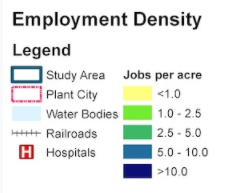 Employment Density
Legend
Study Area
Plant City
Water Bodies
Railroads
H Hospitals
Jobs per acre
<1.0
1.0 - 2.5
2.5 - 5.0
5.0 - 10.0
>10.0